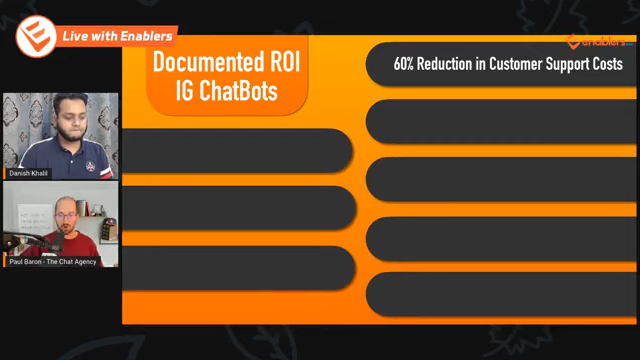 Live with Enablers
Enablers
Documented ROI
IG ChatBots
60% Reduction in Customer Support Costs
Danish Khalil
Paul Baron - The Chat Agency